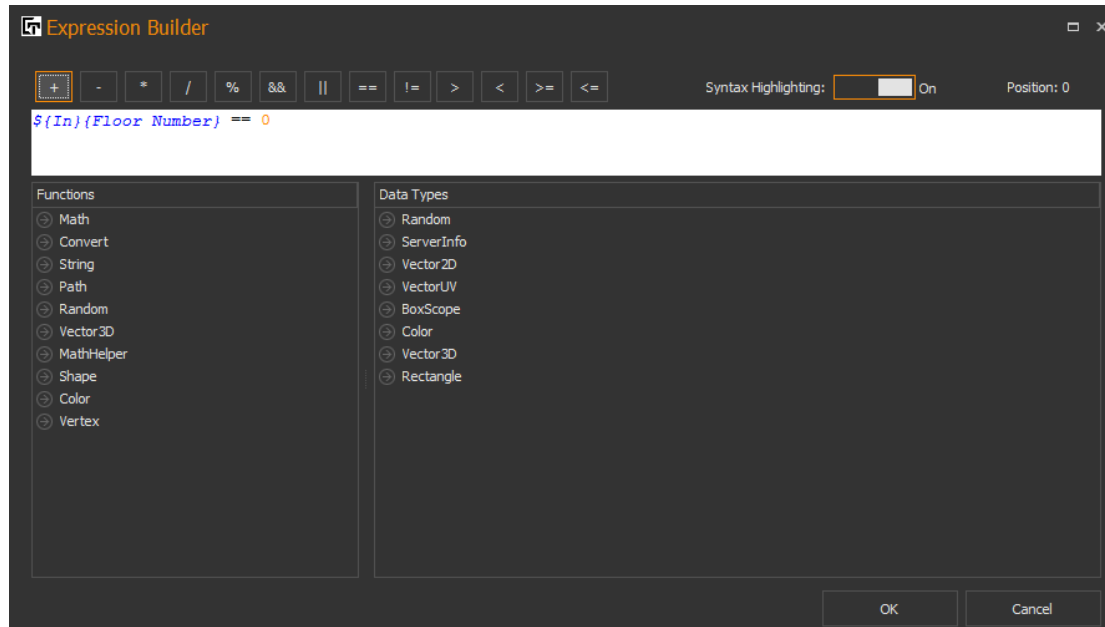 Expression Builder
+ - * / % && || == != > < >= <= Syntax Highlighting: On Position: 0
${In}{Floor Number} == 0
Functions
Math
Convert
String
Path
Random
Vector3D
MathHelper
Shape
Color
Vertex
Data Types
Random
ServerInfo
Vector2D
VectorUV
BoxScope
Color
Vector3D
Rectangle
OK Cancel